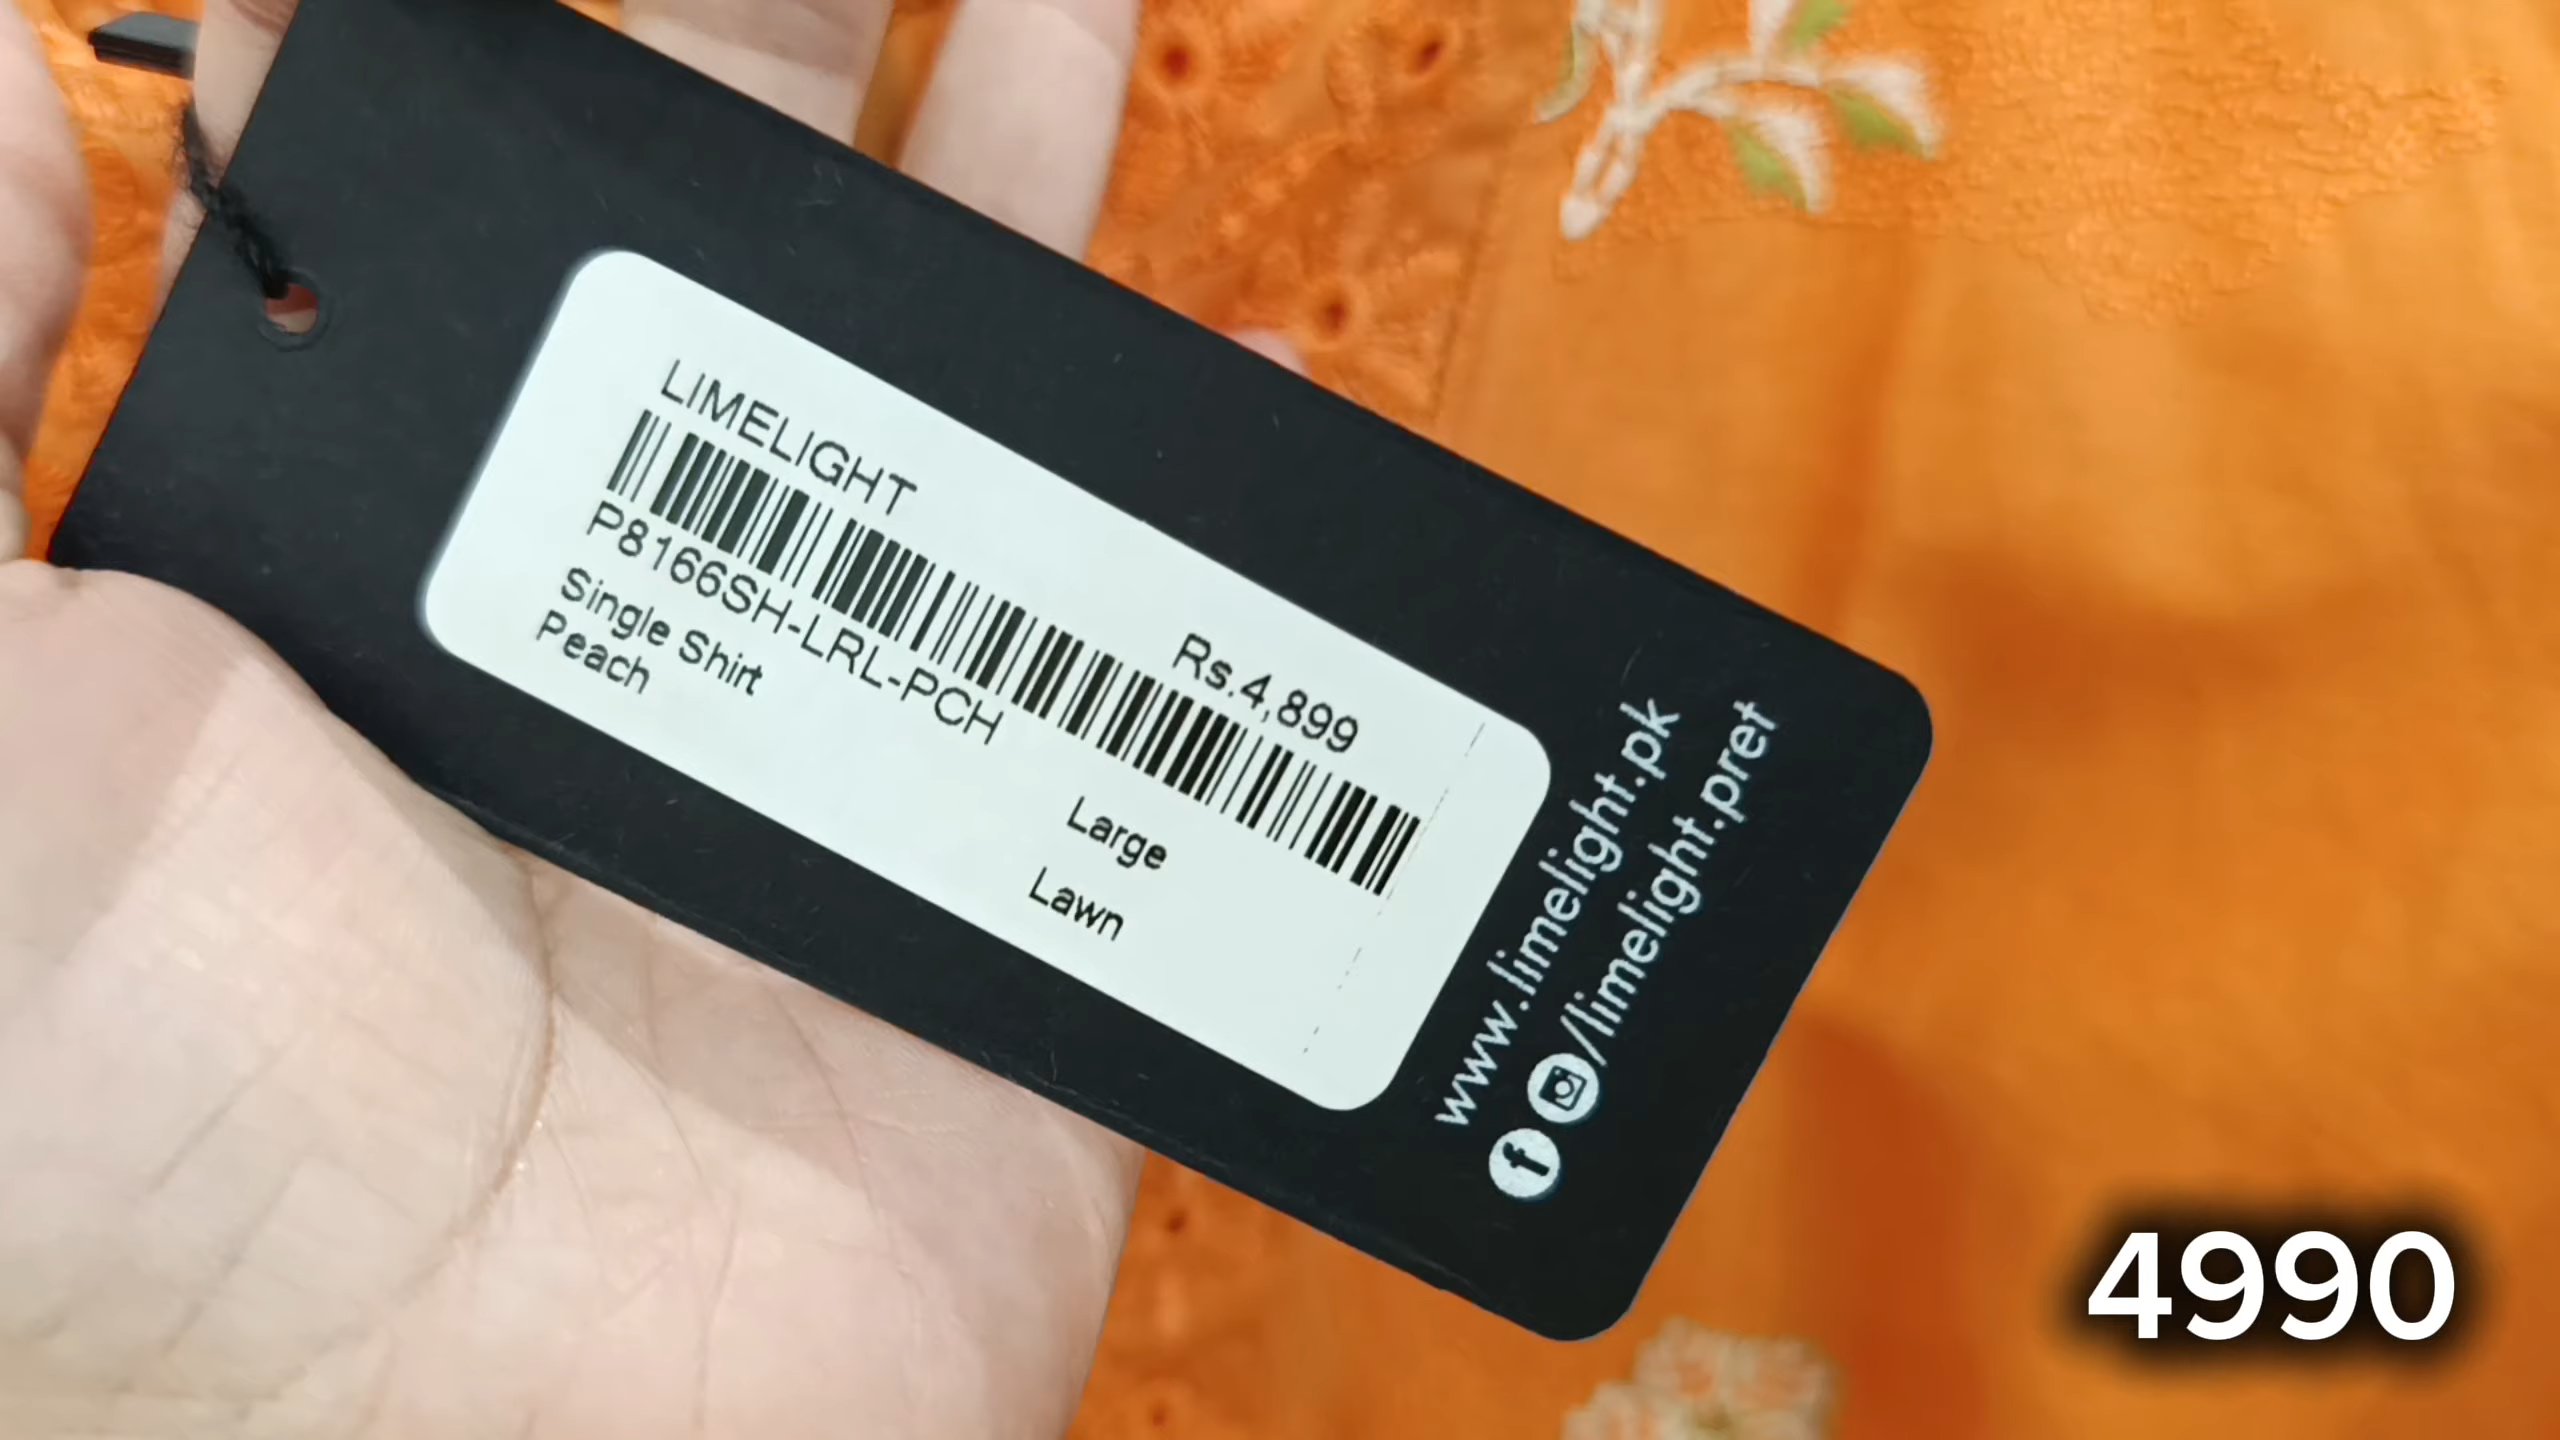 LIMELIGHT
Rs.4,899
P8166SH-LRL-PCH
Single Shirt
Large
Peach
Lawn
www.limelight.pk
/limelight.pret
4990